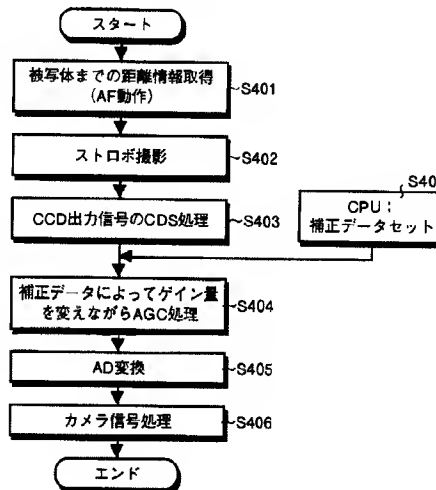 スタート
被写体までの距離情報取得
(AF動作)
S401
ストロボ撮影
S402
CCD出力信号のCDS処理
S403
S40
CPU:
補正データセット
補正データによってゲイン量
を変えながらAGC処理
S404
AD変換
S405
カメラ信号処理
S406
エンド